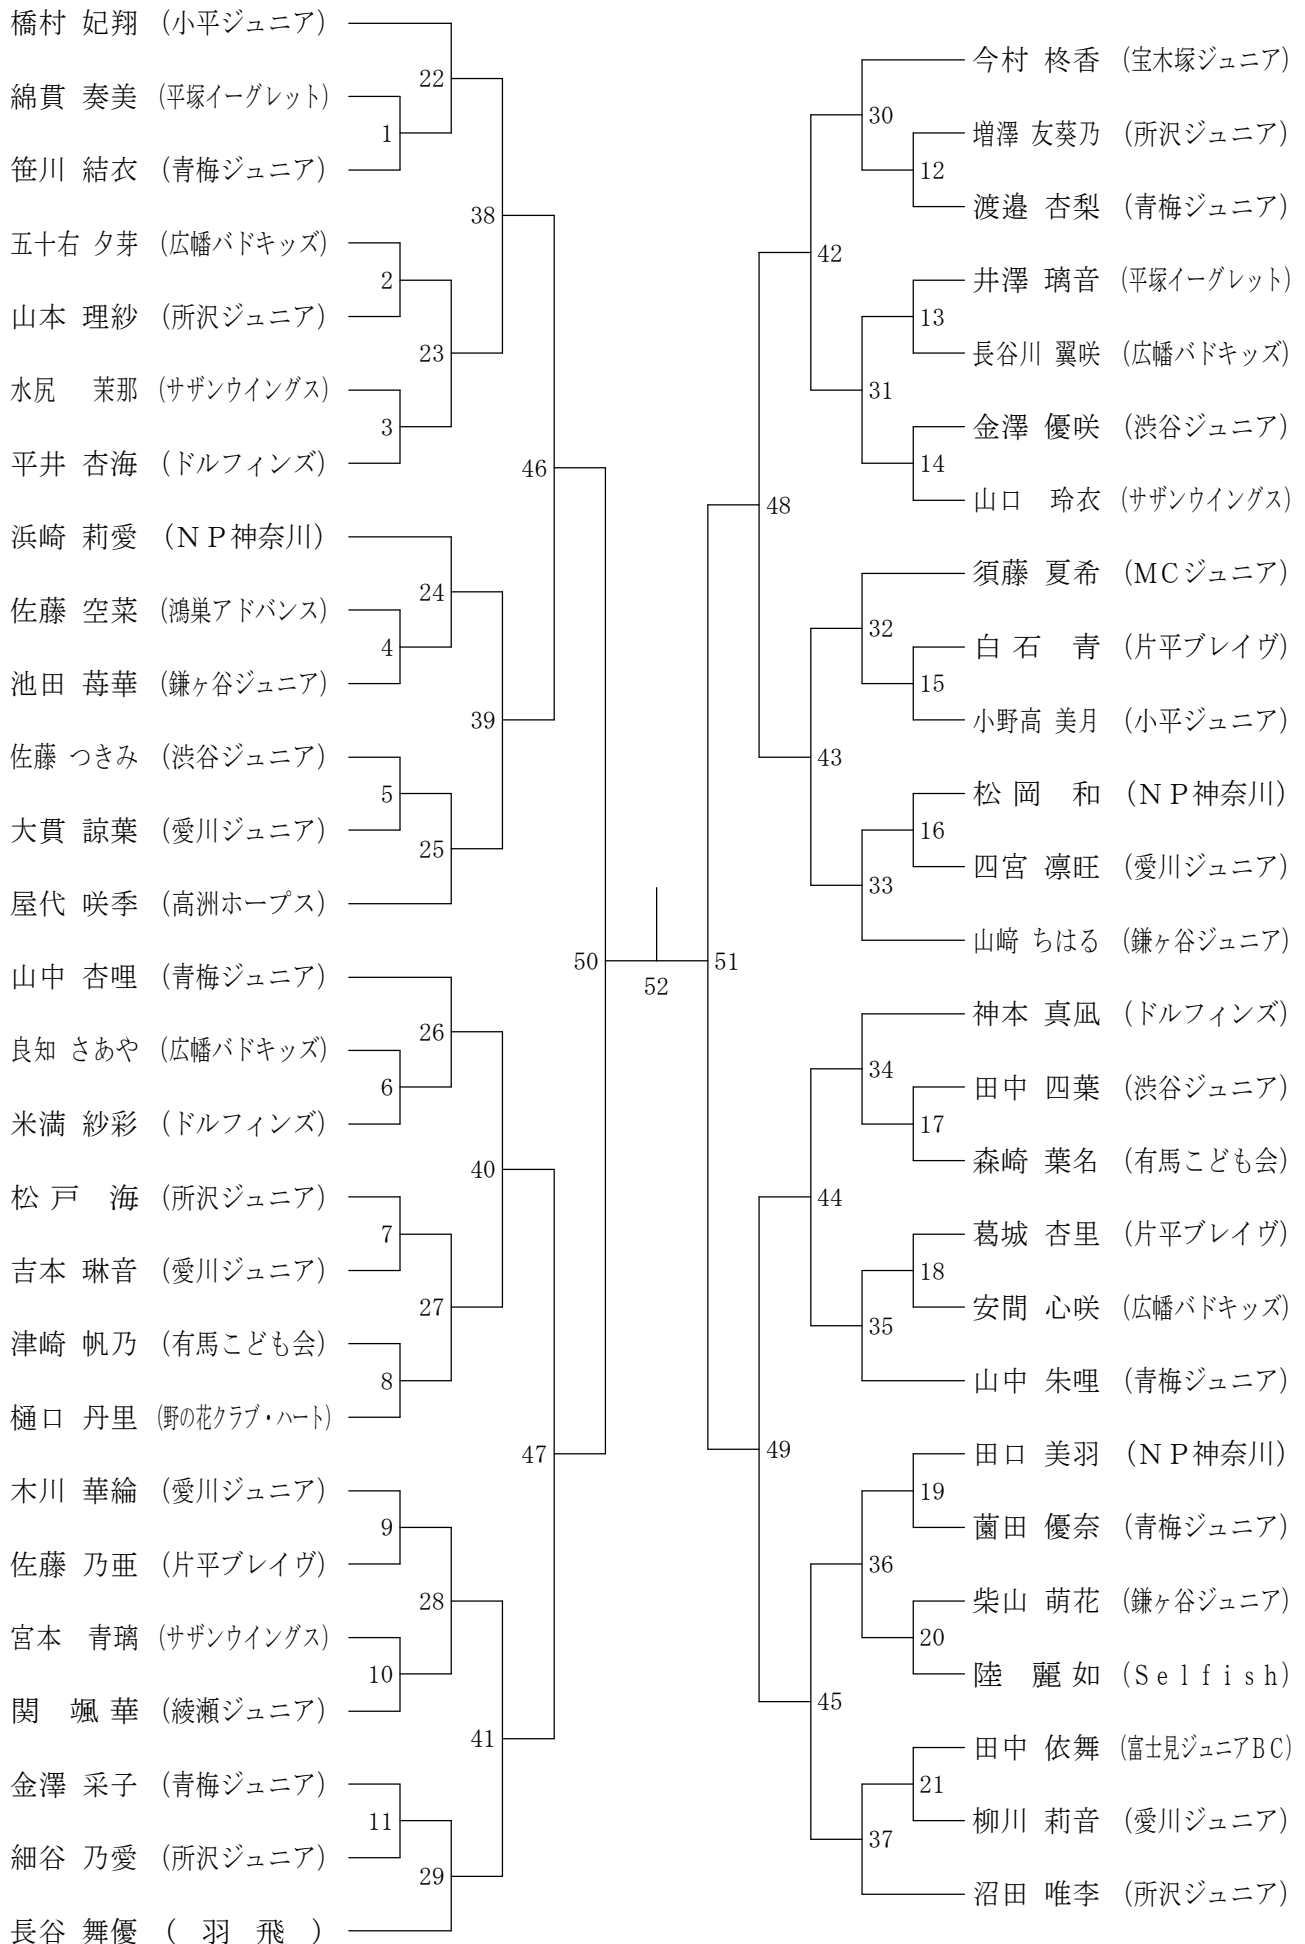 橋村 妃翔 (小平ジュニア)
綿貫 奏美 (平塚イーグレット)
笹川 結衣 (青梅ジュニア)
五十右 夕芽 (広幡バドキッズ)
山本 理紗 (所沢ジュニア)
水尻 茉那 (サザンウイングス)
平井 杏海 (ドルフィンズ)
浜崎 莉愛 (ＮＰ神奈川)
佐藤 空菜 (鴻巣アドバンス)
池田 苺華 (鎌ヶ谷ジュニア)
佐藤 つきみ (渋谷ジュニア)
大貫 諒葉 (愛川ジュニア)
屋代 咲季 (高洲ホープス)
山中 杏哩 (青梅ジュニア)
良知 さあや (広幡バドキッズ)
米満 紗彩 (ドルフィンズ)
松戸 海 (所沢ジュニア)
吉本 琳音 (愛川ジュニア)
津崎 帆乃 (有馬こども会)
樋口 丹里 (野の花クラブ・ハート)
木川 華綸 (愛川ジュニア)
佐藤 乃亜 (片平ブレイヴ)
宮本 青璃 (サザンウイングス)
関 颯華 (綾瀬ジュニア)
金澤 采子 (青梅ジュニア)
細谷 乃愛 (所沢ジュニア)
長谷 舞優 (羽飛)
1
2
3
4
5
6
7
8
9
10
11
22
23
24
25
26
27
28
29
38
39
40
41
46
47
50
52
51
48
49
42
43
44
45
30
31
32
33
34
35
36
37
12
13
14
15
16
17
18
19
20
21
今村 柊香 (宝木塚ジュニア)
増澤 友葵乃 (所沢ジュニア)
渡邉 杏梨 (青梅ジュニア)
井澤 璃音 (平塚イーグレット)
長谷川 翼咲 (広幡バドキッズ)
金澤 優咲 (渋谷ジュニア)
山口 玲衣 (サザンウイングス)
須藤 夏希 (MCジュニア)
白石 青 (片平ブレイヴ)
小野高 美月 (小平ジュニア)
松岡 和 (ＮＰ神奈川)
四宮 凛旺 (愛川ジュニア)
山﨑 ちはる (鎌ヶ谷ジュニア)
神本 真凪 (ドルフィンズ)
田中 四葉 (渋谷ジュニア)
森崎 葉名 (有馬こども会)
葛城 杏里 (片平ブレイヴ)
安間 心咲 (広幡バドキッズ)
山中 朱哩 (青梅ジュニア)
田口 美羽 (ＮＰ神奈川)
薗田 優奈 (青梅ジュニア)
柴山 萌花 (鎌ヶ谷ジュニア)
陸 麗如 (Selfish)
田中 依舞 (富士見ジュニアＢＣ)
柳川 莉音 (愛川ジュニア)
沼田 唯李 (所沢ジュニア)